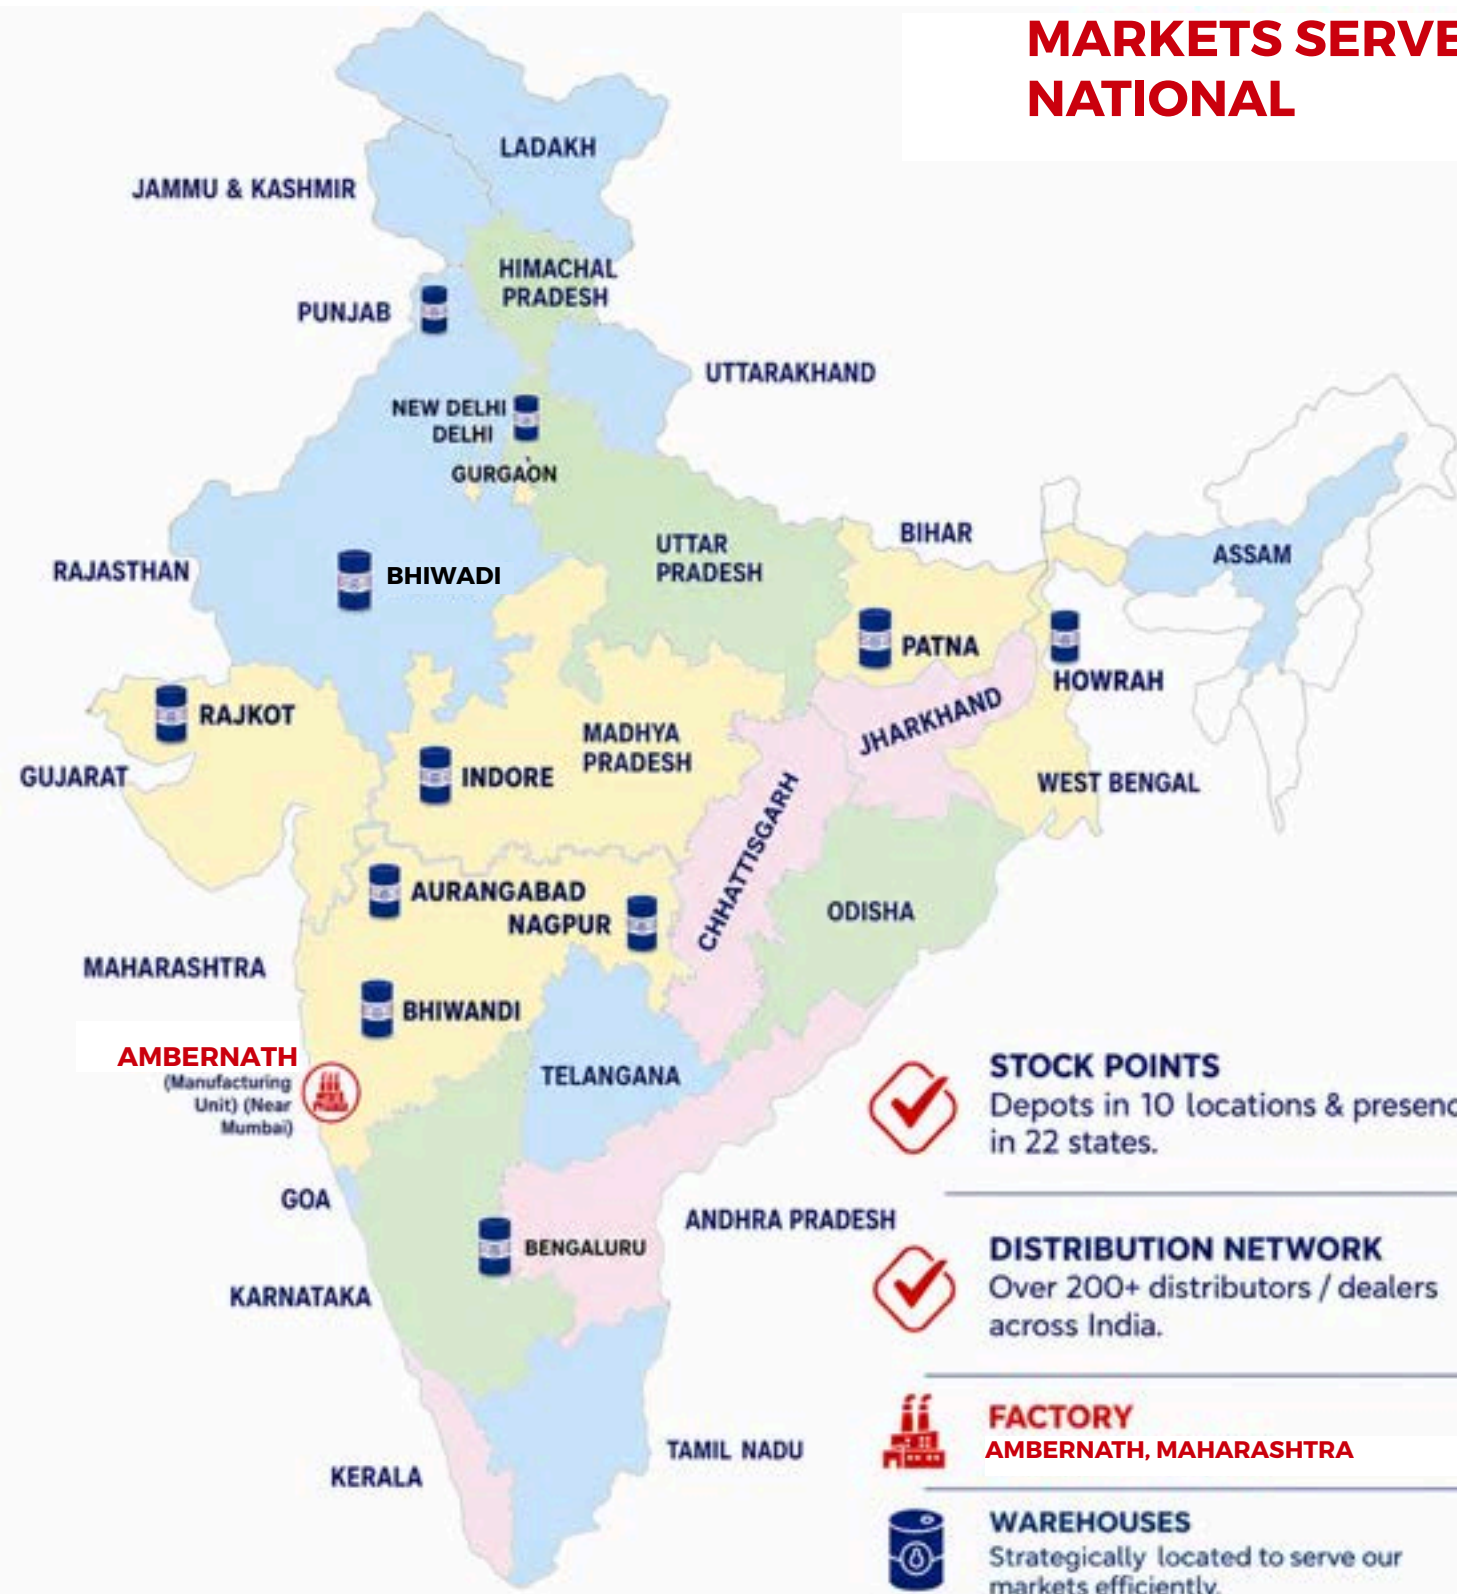 MARKETS SERVE
NATIONAL
LADAKH
JAMMU & KASHMIR
HIMACHAL
PRADESH
PUNJAB
UTTARAKHAND
NEW DELHI
DELHI
GURGAON
BIHAR
UTTAR
PRADESH
ASSAM
RAJASTHAN
BHIWADI
PATNA
HOWRAH
RAJKOT
JHARKHAND
MADHYA
PRADESH
GUJARAT
INDORE
WEST BENGAL
CHHATTISGARH
AURANGABAD
NAGPUR
ODISHA
MAHARASHTRA
BHIWANDI
AMBERNATH
(Manufacturing
Unit) (Near
Mumbai)
TELANGANA
GOA
ANDHRA PRADESH
BENGALURU
KARNATAKA
TAMIL NADU
KERALA
STOCK POINTS
Depots in 10 locations & presenc
in 22 states.
DISTRIBUTION NETWORK
Over 200+ distributors / dealers
across India.
FACTORY
AMBERNATH, MAHARASHTRA
WAREHOUSES
Strategically located to serve our
markets efficiently.